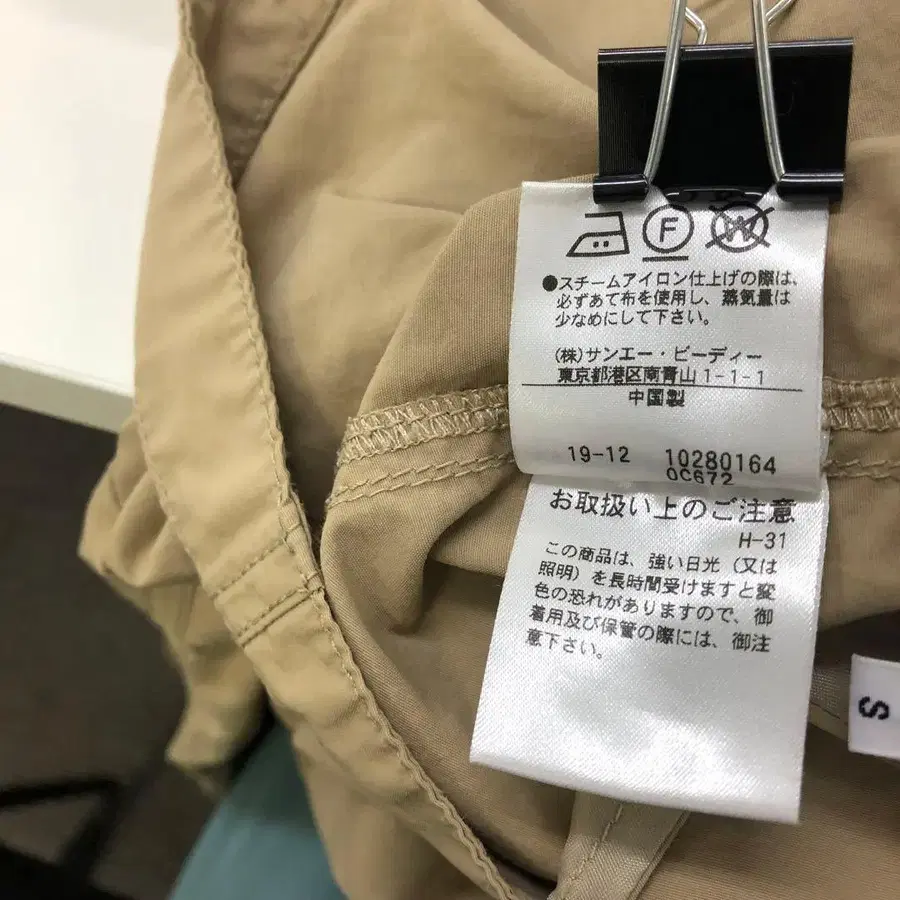 F W
●スチームアイロン仕上げの際は、
必ずあて布を使用し、蒸気量は
少なめにして下さい。
(株)サンエー・ビーディー
東京都港区南青山1-1-1
中国製
19-12 10280164
0C672
お取扱い上のご注意
H-31
この商品は、強い日光(又は
照明)を長時間受けますと変
色の恐れがありますので、御
着用及び保管の際には、御注
意下さい。
S